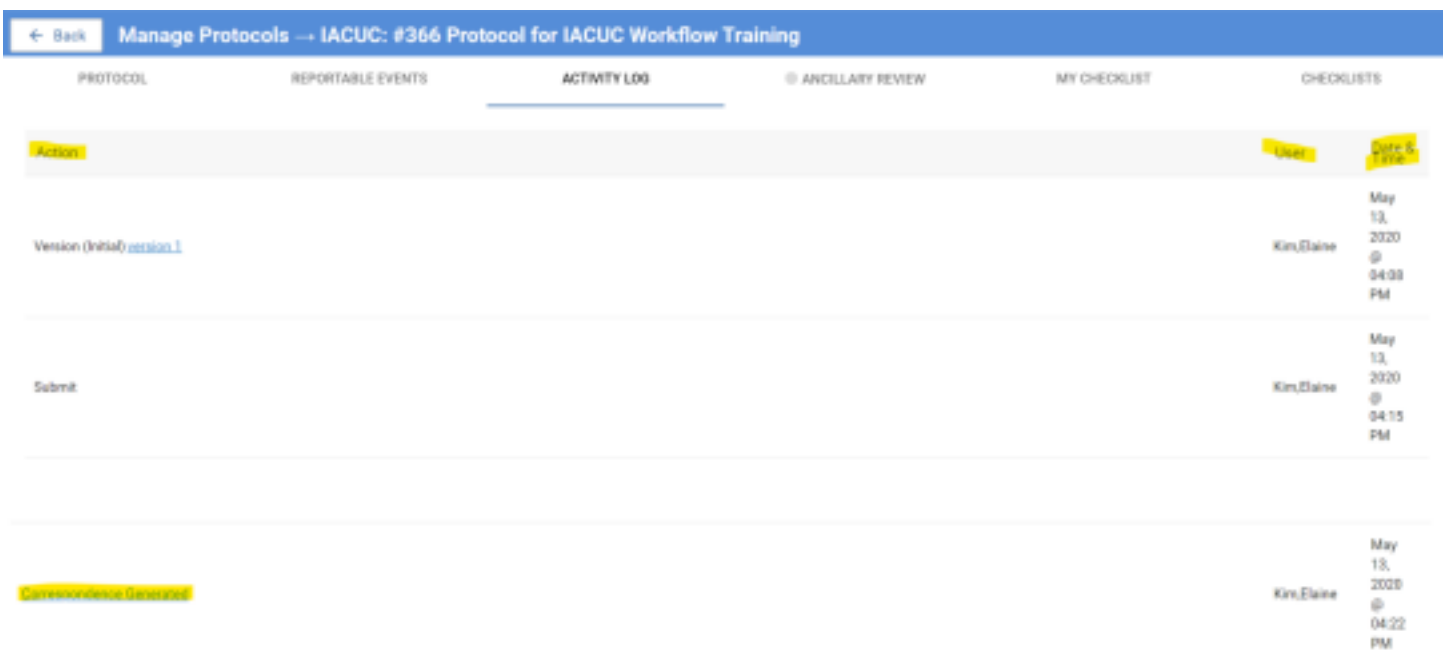 ← Back Manage Protocols → IACUC: #366 Protocol for IACUC Workflow Training
PROTOCOL REPORTABLE EVENTS ACTIVITY LOG ANCILLARY REVIEW MY CHECKLIST CHECKLISTS
Action User Date &
Time
May
13,
2020
@
04:08
PM
Version (Initial) version 1 Kim,Elaine
May
13,
2020
@
04:15
PM
Submit Kim,Elaine
May
13,
2020
@
04:22
PM
Correspondence Generated Kim,Elaine